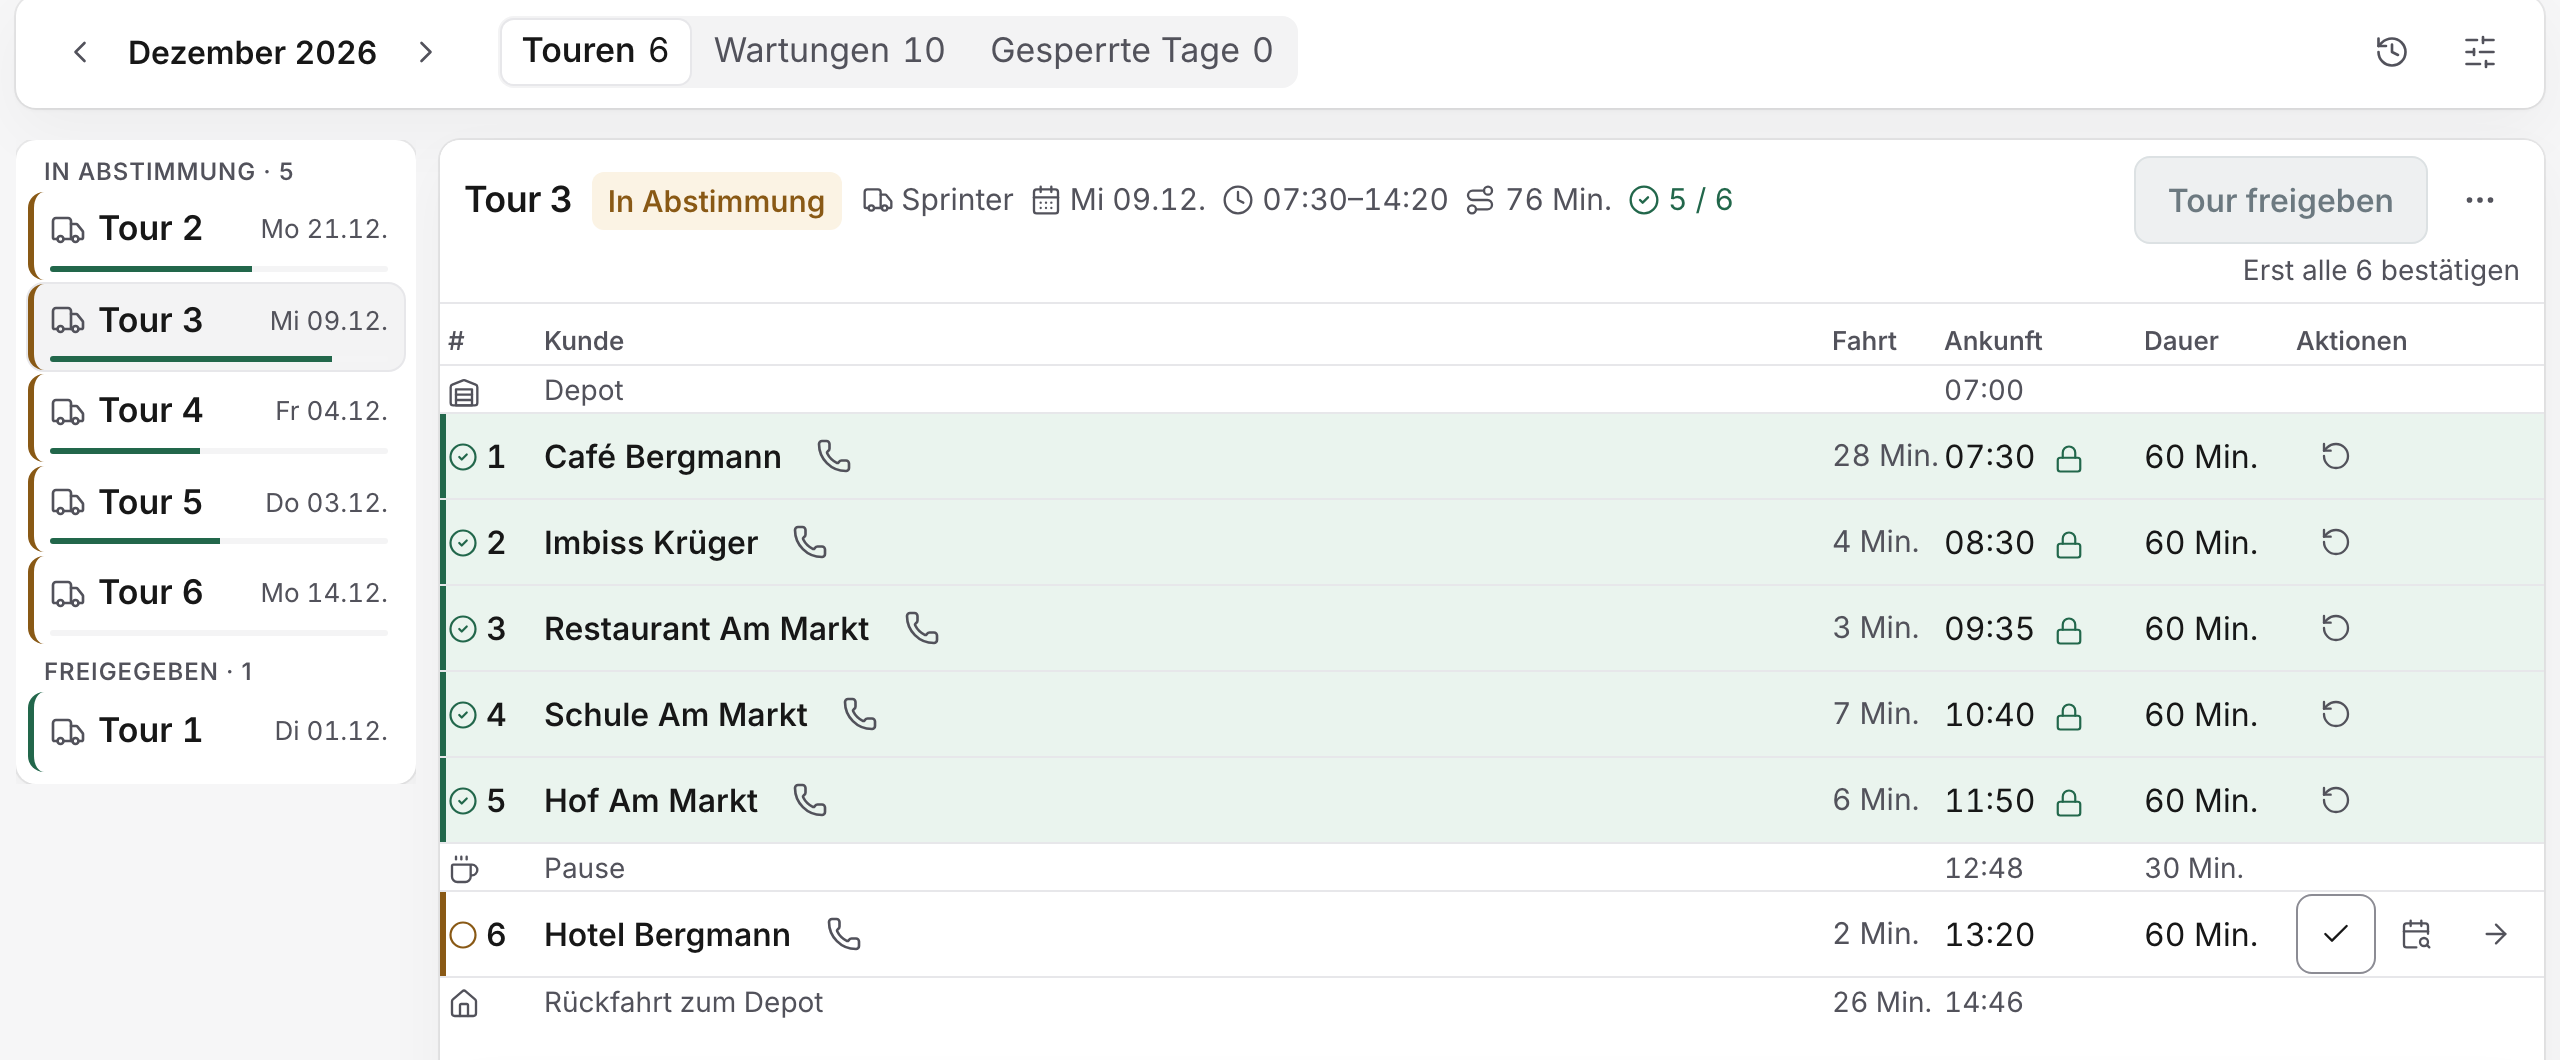 Dezember 2026 Touren 6 Wartungen 10 Gesperrte Tage 0
IN ABSTIMMUNG · 5
Tour 2 Mo 21.12.
Tour 3 Mi 09.12.
Tour 4 Fr 04.12.
Tour 5 Do 03.12.
Tour 6 Mo 14.12.
FREIGEGEBEN · 1
Tour 1 Di 01.12.
Tour 3 In Abstimmung Sprinter Mi 09.12. 07:30–14:20 76 Min. 5 / 6 Tour freigeben
Erst alle 6 bestätigen
# Kunde Fahrt Ankunft Dauer Aktionen
Depot 07:00
1 Café Bergmann 28 Min. 07:30 60 Min.
2 Imbiss Krüger 4 Min. 08:30 60 Min.
3 Restaurant Am Markt 3 Min. 09:35 60 Min.
4 Schule Am Markt 7 Min. 10:40 60 Min.
5 Hof Am Markt 6 Min. 11:50 60 Min.
Pause 12:48 30 Min.
6 Hotel Bergmann 2 Min. 13:20 60 Min.
Rückfahrt zum Depot 26 Min. 14:46